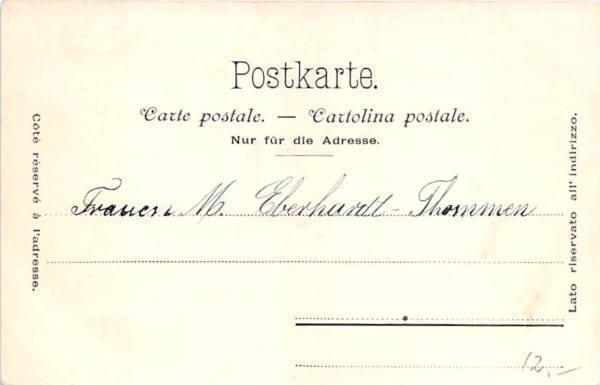 Postkarte.
Carte postale. — Cartolina postale.
Nur für die Adresse.
Côté réservé à l'adresse.
M. Eberhardt - Thommen
Lato riservato all' indirizzo.
12,-